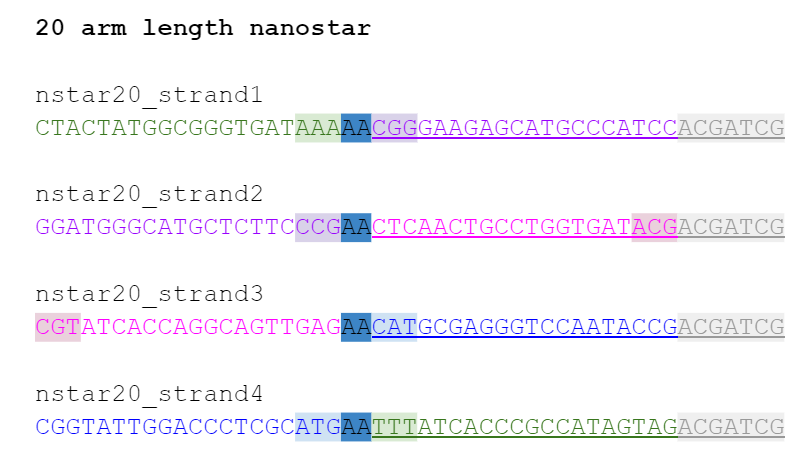 20 arm length nanostar
nstar20_strand1
CTACTATGGCGGGTGATAAAAACGGGAAGAGCATGCCCATCCACGATCG
nstar20_strand2
GGATGGGCATGCTCTTCCCGAACTCAACTGCCTGGTGATACGACGATCG
nstar20_strand3
CGTATCACCAGGCAGTTGAGAACATGCGAGGGTCCAATACCGACGATCG
nstar20_strand4
CGGTATTGGACCCTCGCATGAATTTATCACCCGCCATAGTAGACGATCG